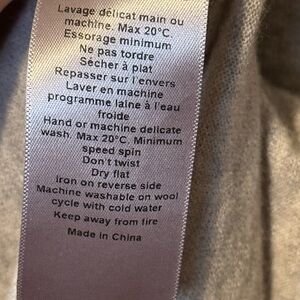 Lavage délicat main ou
machine. Max 20°C.
Essorage minimum
Ne pas tordre
Sécher à plat
Repasser sur l'envers
Laver en machine
programme laine à l'eau
froide
Hand or machine delicate
wash. Max 20°C. Minimum
speed spin
Don't twist
Dry flat
Iron on reverse side
Machine washable on wool
cycle with cold water
Keep away from fire
Made in China